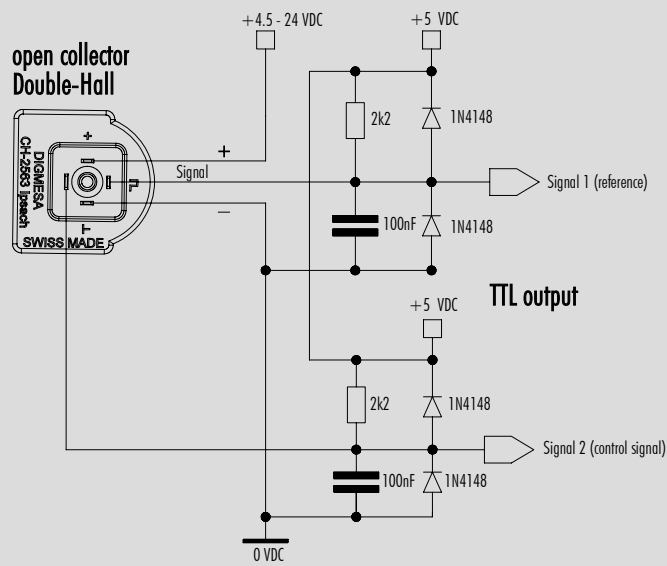 +4.5 - 24 VDC
+5 VDC
open collector
Double-Hall
2k2
1N4148
+
DIGMESA
CH-2563 Ipsach
SWISS MADE
+
Signal
−
Signal 1 (reference)
100nF
1N4148
TTL output
+5 VDC
2k2
1N4148
Signal 2 (control signal)
100nF
1N4148
0 VDC